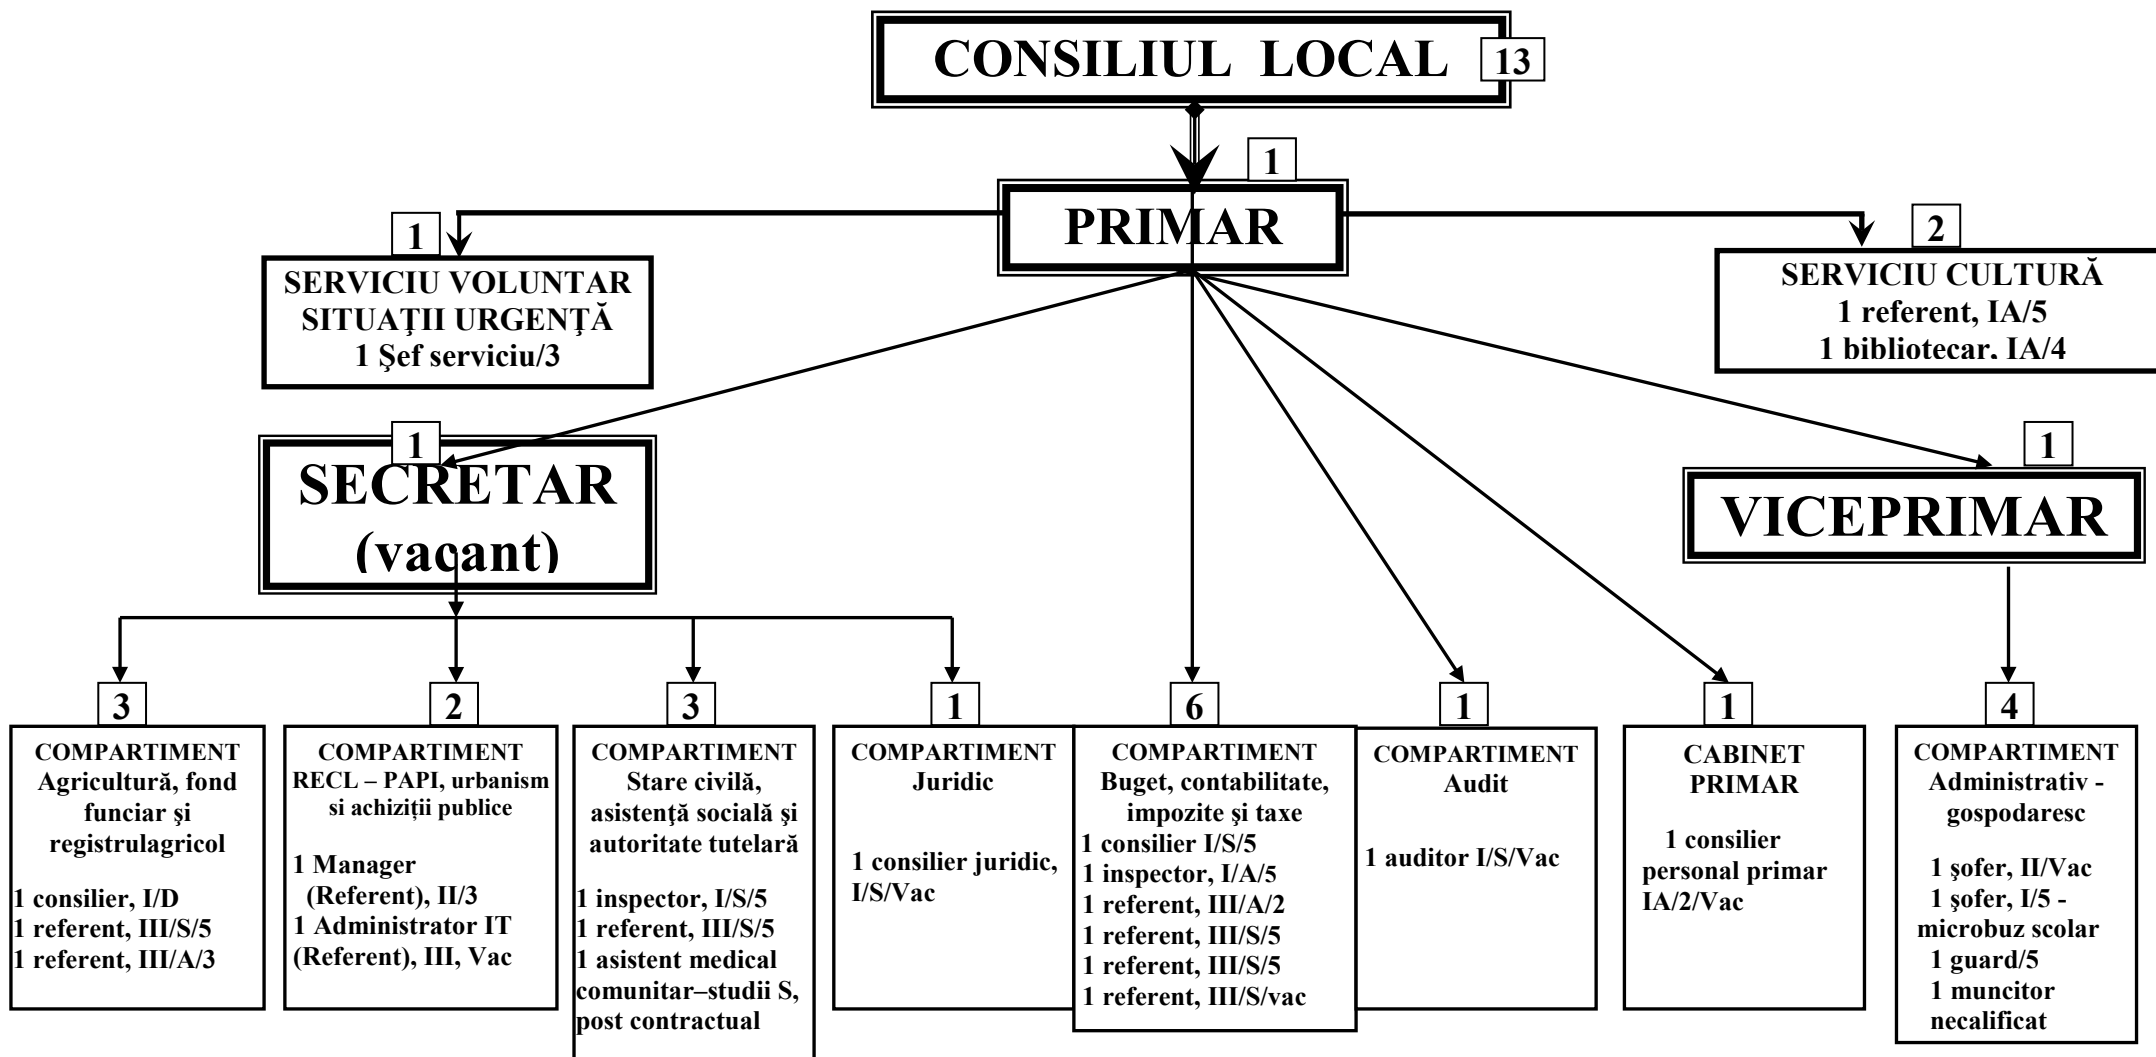 CONSILIUL LOCAL
13
1
PRIMAR
1
SERVICIU VOLUNTAR
SITUAŢII URGENŢĂ
1 Şef serviciu/3
2
SERVICIU CULTURĂ
1 referent, IA/5
1 bibliotecar, IA/4
1
SECRETAR
(vacant)
1
VICEPRIMAR
3
COMPARTIMENT
Agricultură, fond
funciar şi
registrulagricol
1 consilier, I/D
1 referent, III/S/5
1 referent, III/A/3
2
COMPARTIMENT
RECL – PAPI, urbanism
si achiziții publice
1 Manager
(Referent), II/3
1 Administrator IT
(Referent), III, Vac
3
COMPARTIMENT
Stare civilă,
asistenţă socială şi
autoritate tutelară
1 inspector, I/S/5
1 referent, III/S/5
1 asistent medical
comunitar–studii S,
post contractual
1
COMPARTIMENT
Juridic
1 consilier juridic,
I/S/Vac
6
COMPARTIMENT
Buget, contabilitate,
impozite şi taxe
1 consilier I/S/5
1 inspector, I/A/5
1 referent, III/A/2
1 referent, III/S/5
1 referent, III/S/5
1 referent, III/S/vac
1
COMPARTIMENT
Audit
1 auditor I/S/Vac
1
CABINET
PRIMAR
1 consilier
personal primar
IA/2/Vac
4
COMPARTIMENT
Administrativ -
gospodaresc
1 şofer, II/Vac
1 şofer, I/5 -
microbuz scolar
1 guard/5
1 muncitor
necalificat